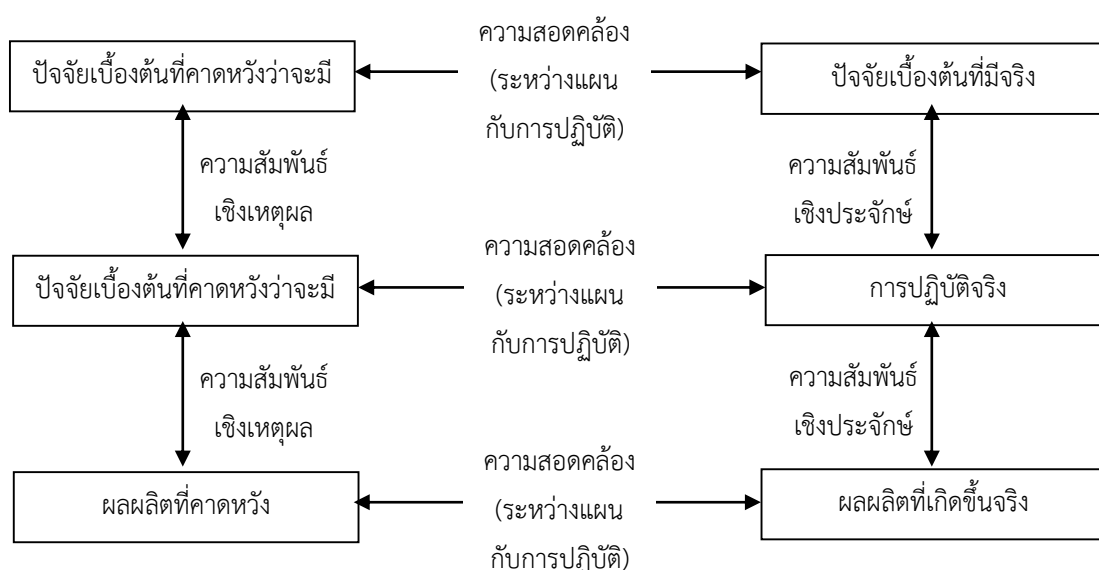 ความสอดคล้อง
(ระหว่างแผน
กับการปฏิบัติ)
ปัจจัยเบื้องต้นที่คาดหวังว่าจะมี
ปัจจัยเบื้องต้นที่มีจริง
ความสัมพันธ์
เชิงเหตุผล
ความสัมพันธ์
เชิงประจักษ์
ความสอดคล้อง
(ระหว่างแผน
กับการปฏิบัติ)
ปัจจัยเบื้องต้นที่คาดหวังว่าจะมี
การปฏิบัติจริง
ความสัมพันธ์
เชิงเหตุผล
ความสัมพันธ์
เชิงประจักษ์
ความสอดคล้อง
(ระหว่างแผน
กับการปฏิบัติ)
ผลผลิตที่คาดหวัง
ผลผลิตที่เกิดขึ้นจริง